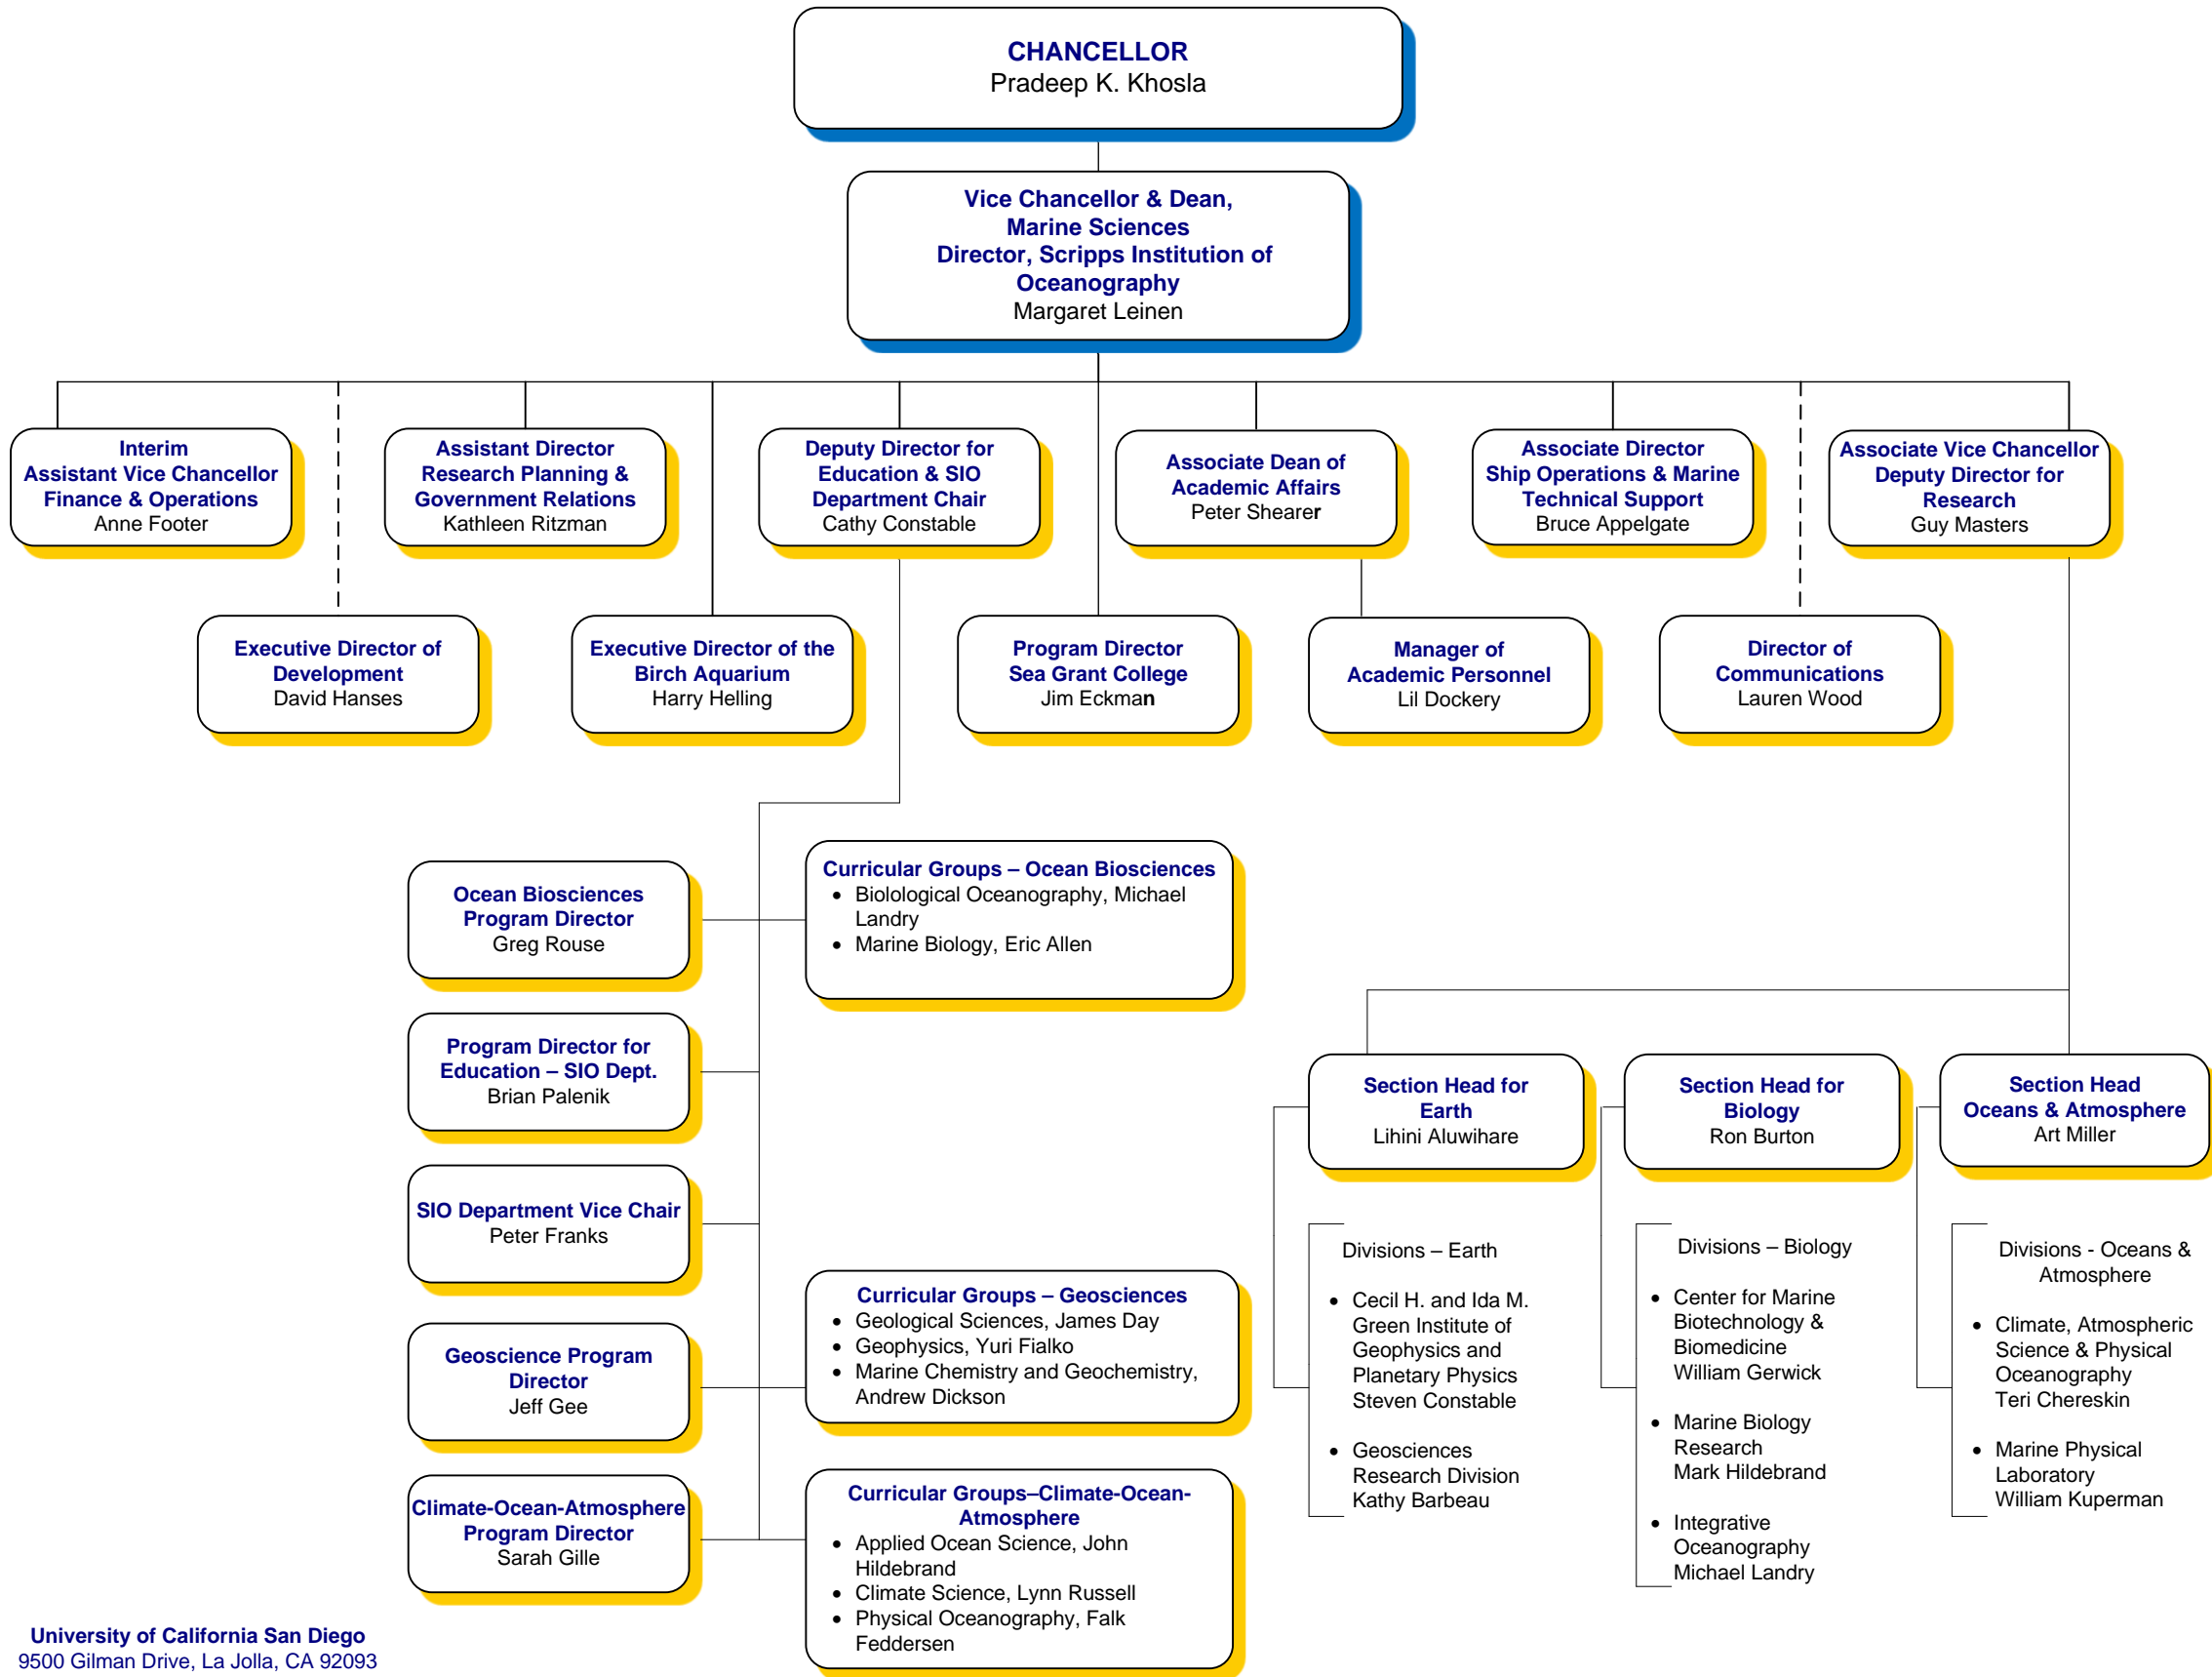 CHANCELLOR
Pradeep K. Khosla
Vice Chancellor & Dean,
Marine Sciences
Director, Scripps Institution of
Oceanography
Margaret Leinen
Interim
Assistant Vice Chancellor
Finance & Operations
Anne Footer
Assistant Director
Research Planning &
Government Relations
Kathleen Ritzman
Deputy Director for
Education & SIO
Department Chair
Cathy Constable
Associate Dean of
Academic Affairs
Peter Shearer
Associate Director
Ship Operations & Marine
Technical Support
Bruce Appelgate
Associate Vice Chancellor
Deputy Director for
Research
Guy Masters
Executive Director of
Development
David Hanses
Executive Director of the
Birch Aquarium
Harry Helling
Program Director
Sea Grant College
Jim Eckman
Manager of
Academic Personnel
Lil Dockery
Director of
Communications
Lauren Wood
Ocean Biosciences
Program Director
Greg Rouse
Curricular Groups – Ocean Biosciences
• Biolological Oceanography, Michael
Landry
• Marine Biology, Eric Allen
Program Director for
Education – SIO Dept.
Brian Palenik
SIO Department Vice Chair
Peter Franks
Geoscience Program
Director
Jeff Gee
Curricular Groups – Geosciences
• Geological Sciences, James Day
• Geophysics, Yuri Fialko
• Marine Chemistry and Geochemistry,
Andrew Dickson
Climate-Ocean-Atmosphere
Program Director
Sarah Gille
Curricular Groups–Climate-Ocean-
Atmosphere
• Applied Ocean Science, John
Hildebrand
• Climate Science, Lynn Russell
• Physical Oceanography, Falk
Feddersen
Section Head for
Earth
Lihini Aluwihare
Section Head for
Biology
Ron Burton
Section Head
Oceans & Atmosphere
Art Miller
Divisions – Earth
• Cecil H. and Ida M.
Green Institute of
Geophysics and
Planetary Physics
Steven Constable
• Geosciences
Research Division
Kathy Barbeau
Divisions – Biology
• Center for Marine
Biotechnology &
Biomedicine
William Gerwick
• Marine Biology
Research
Mark Hildebrand
• Integrative
Oceanography
Michael Landry
Divisions - Oceans &
Atmosphere
• Climate, Atmospheric
Science & Physical
Oceanography
Teri Chereskin
• Marine Physical
Laboratory
William Kuperman
University of California San Diego
9500 Gilman Drive, La Jolla, CA 92093